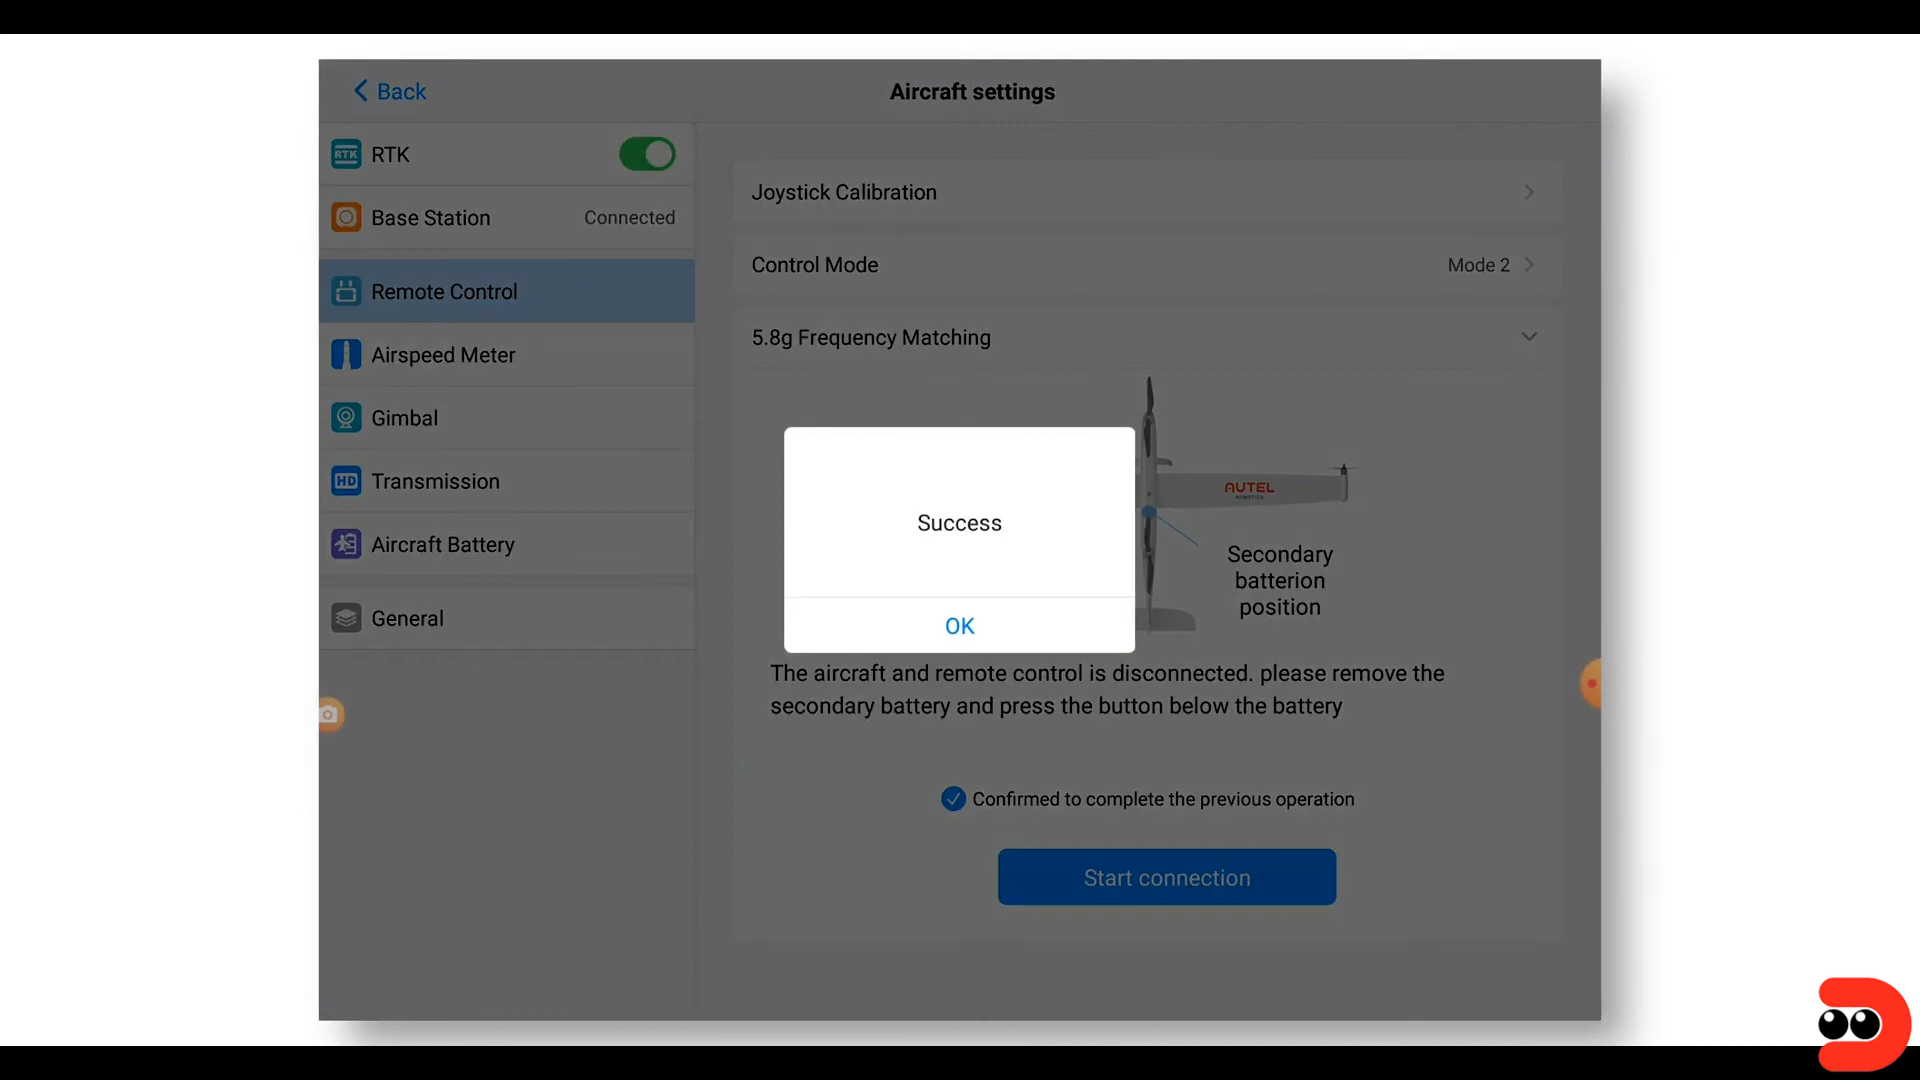 Back
Aircraft settings
RTK
RTK
Base Station
Connected
Remote Control
Airspeed Meter
Gimbal
HD
Transmission
Aircraft Battery
General
Joystick Calibration
Control Mode
Mode 2
5.8g Frequency Matching
AUTEL
ROBOTICS
Secondary
batterion
position
Success
OK
The aircraft and remote control is disconnected. please remove the
secondary battery and press the button below the battery
Confirmed to complete the previous operation
Start connection